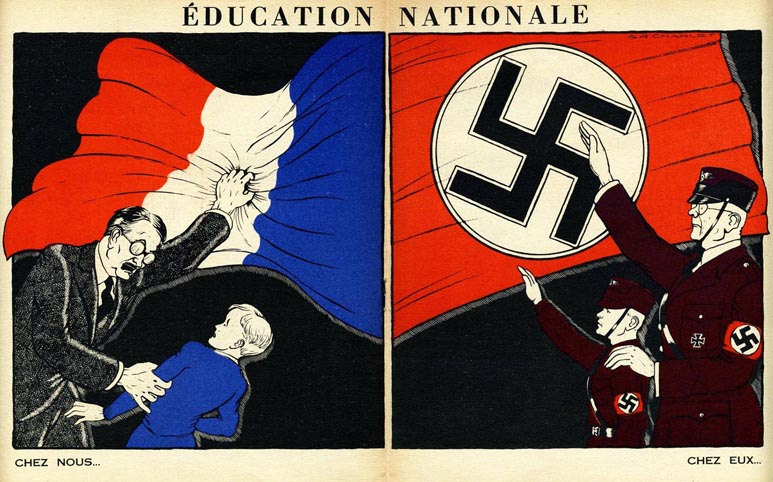 ÉDUCATION NATIONALE
CHEZ NOUS...
CHEZ EUX...